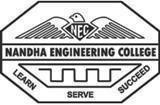 NEC
NANDHA ENGINEERING COLLEGE
LEARN
SERVE
SUCCEED